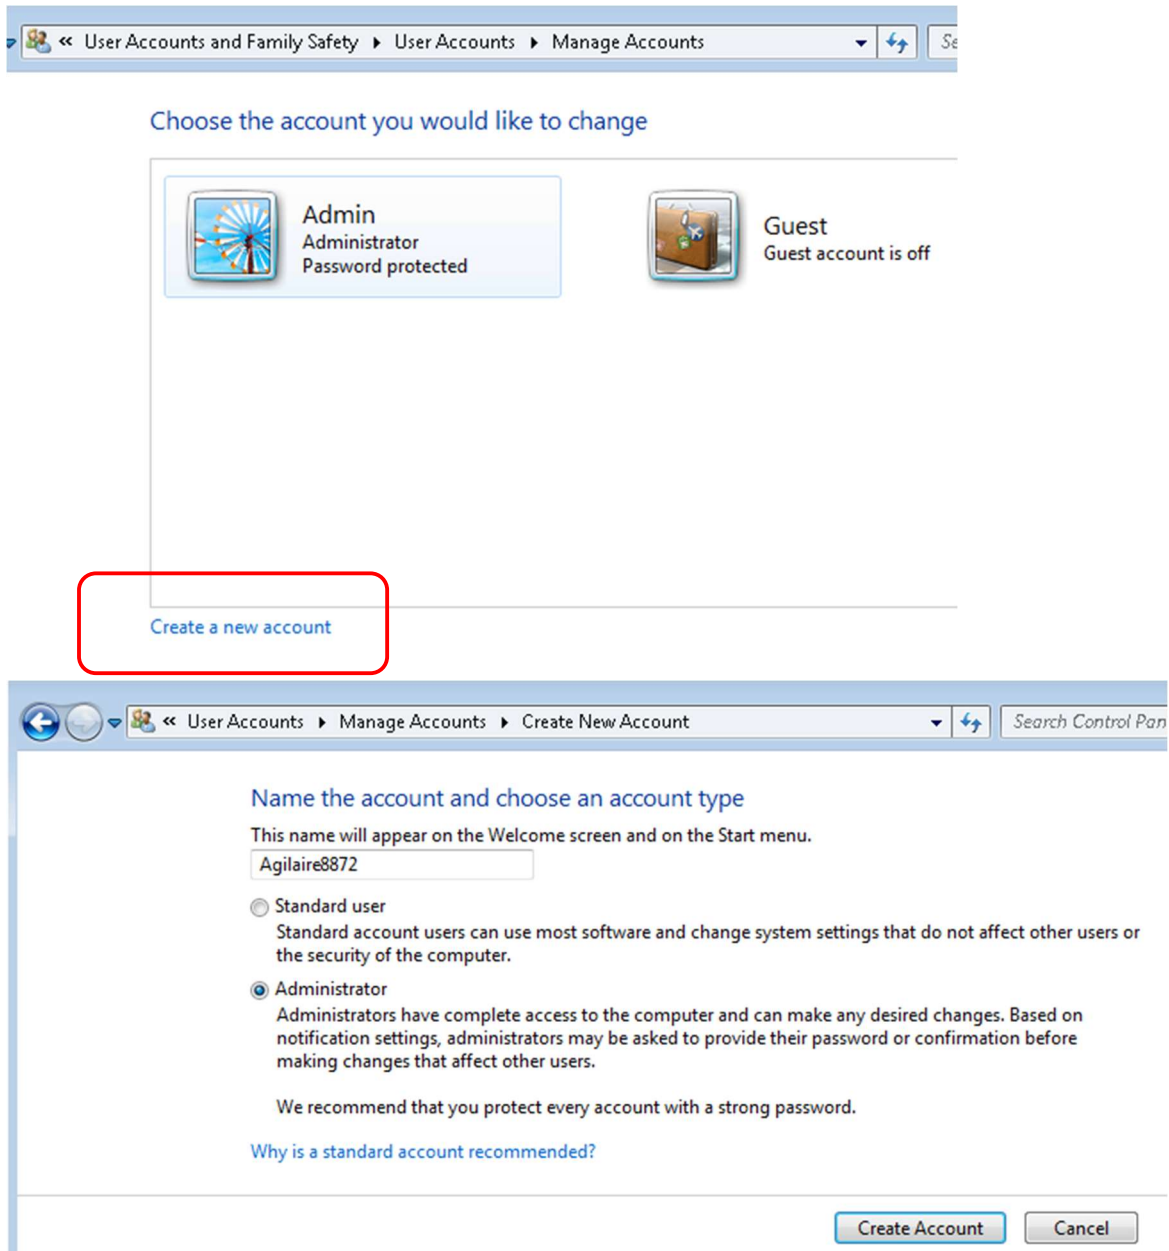 « User Accounts and Family Safety ▸ User Accounts ▸ Manage Accounts
Choose the account you would like to change
Admin
Administrator
Password protected
Guest
Guest account is off
Create a new account
« User Accounts ▸ Manage Accounts ▸ Create New Account Search Control Pan
Name the account and choose an account type
This name will appear on the Welcome screen and on the Start menu.
Agilaire8872
Standard user
Standard account users can use most software and change system settings that do not affect other users or
the security of the computer.
Administrator
Administrators have complete access to the computer and can make any desired changes. Based on
notification settings, administrators may be asked to provide their password or confirmation before
making changes that affect other users.
We recommend that you protect every account with a strong password.
Why is a standard account recommended?
Create Account Cancel